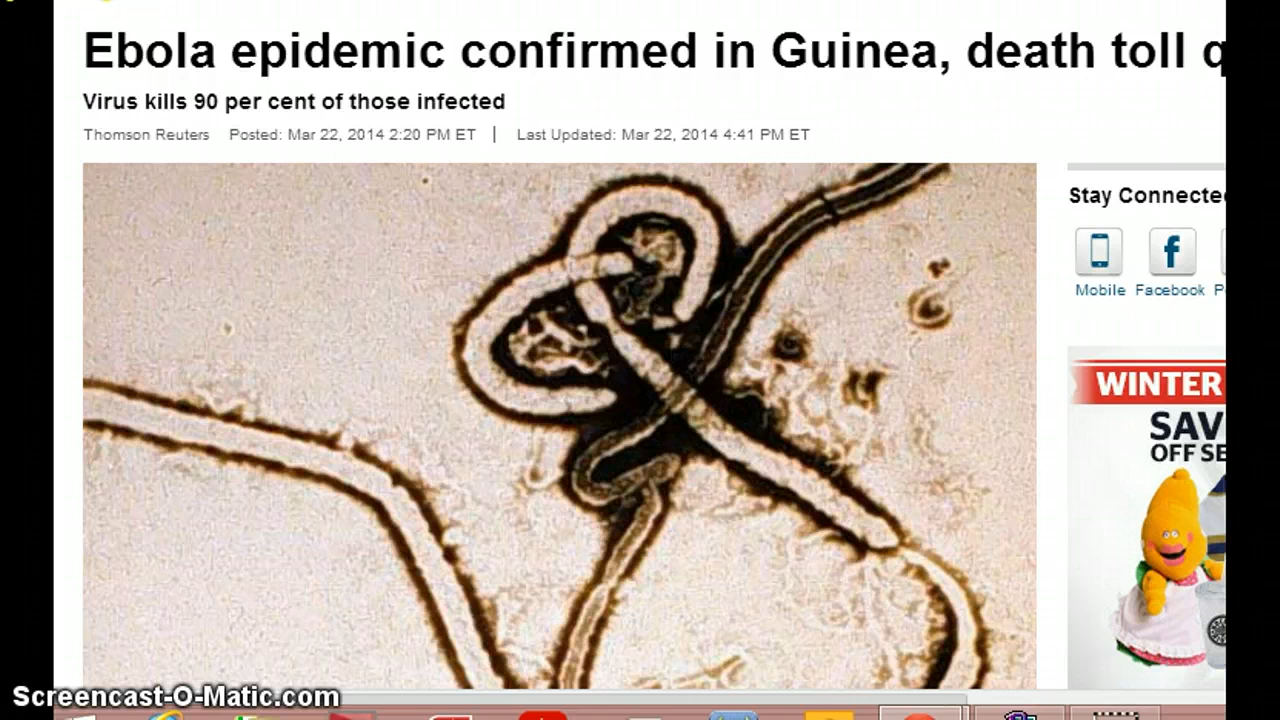 Ebola epidemic confirmed in Guinea, death toll
Virus kills 90 per cent of those infected
Thomson Reuters Posted: Mar 22, 2014 2:20 PM ET | Last Updated: Mar 22, 2014 4:41 PM ET
Stay Connected
Mobile Facebook
WINTER
SAV
OFF SE
Screencast-O-Matic.com